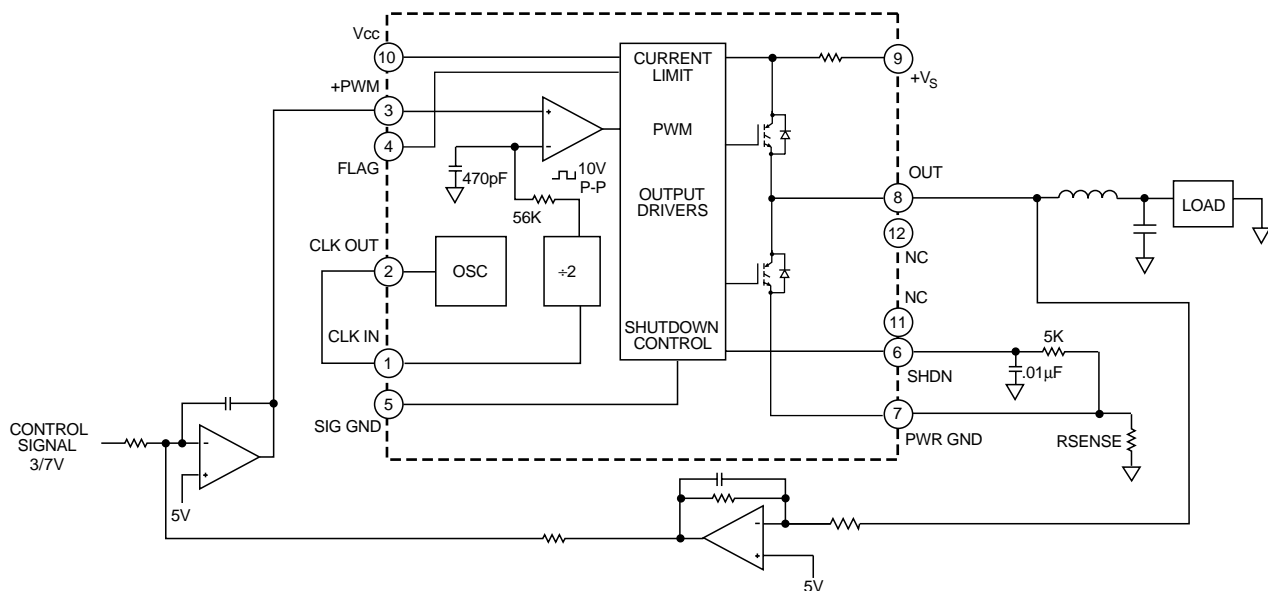 Vcc
10
+PWM
3
4
FLAG
470pF
10V
P-P
56K
CLK OUT
2
OSC
÷2
CLK IN
1
5
SIG GND
CURRENT
LIMIT
PWM
OUTPUT
DRIVERS
SHUTDOWN
CONTROL
+
-
9
+VS
OUT
8
12
NC
NC
11
6
SHDN
7
PWR GND
LOAD
5K
.01µF
RSENSE
CONTROL
SIGNAL
3/7V
-
+
5V
-
+
5V